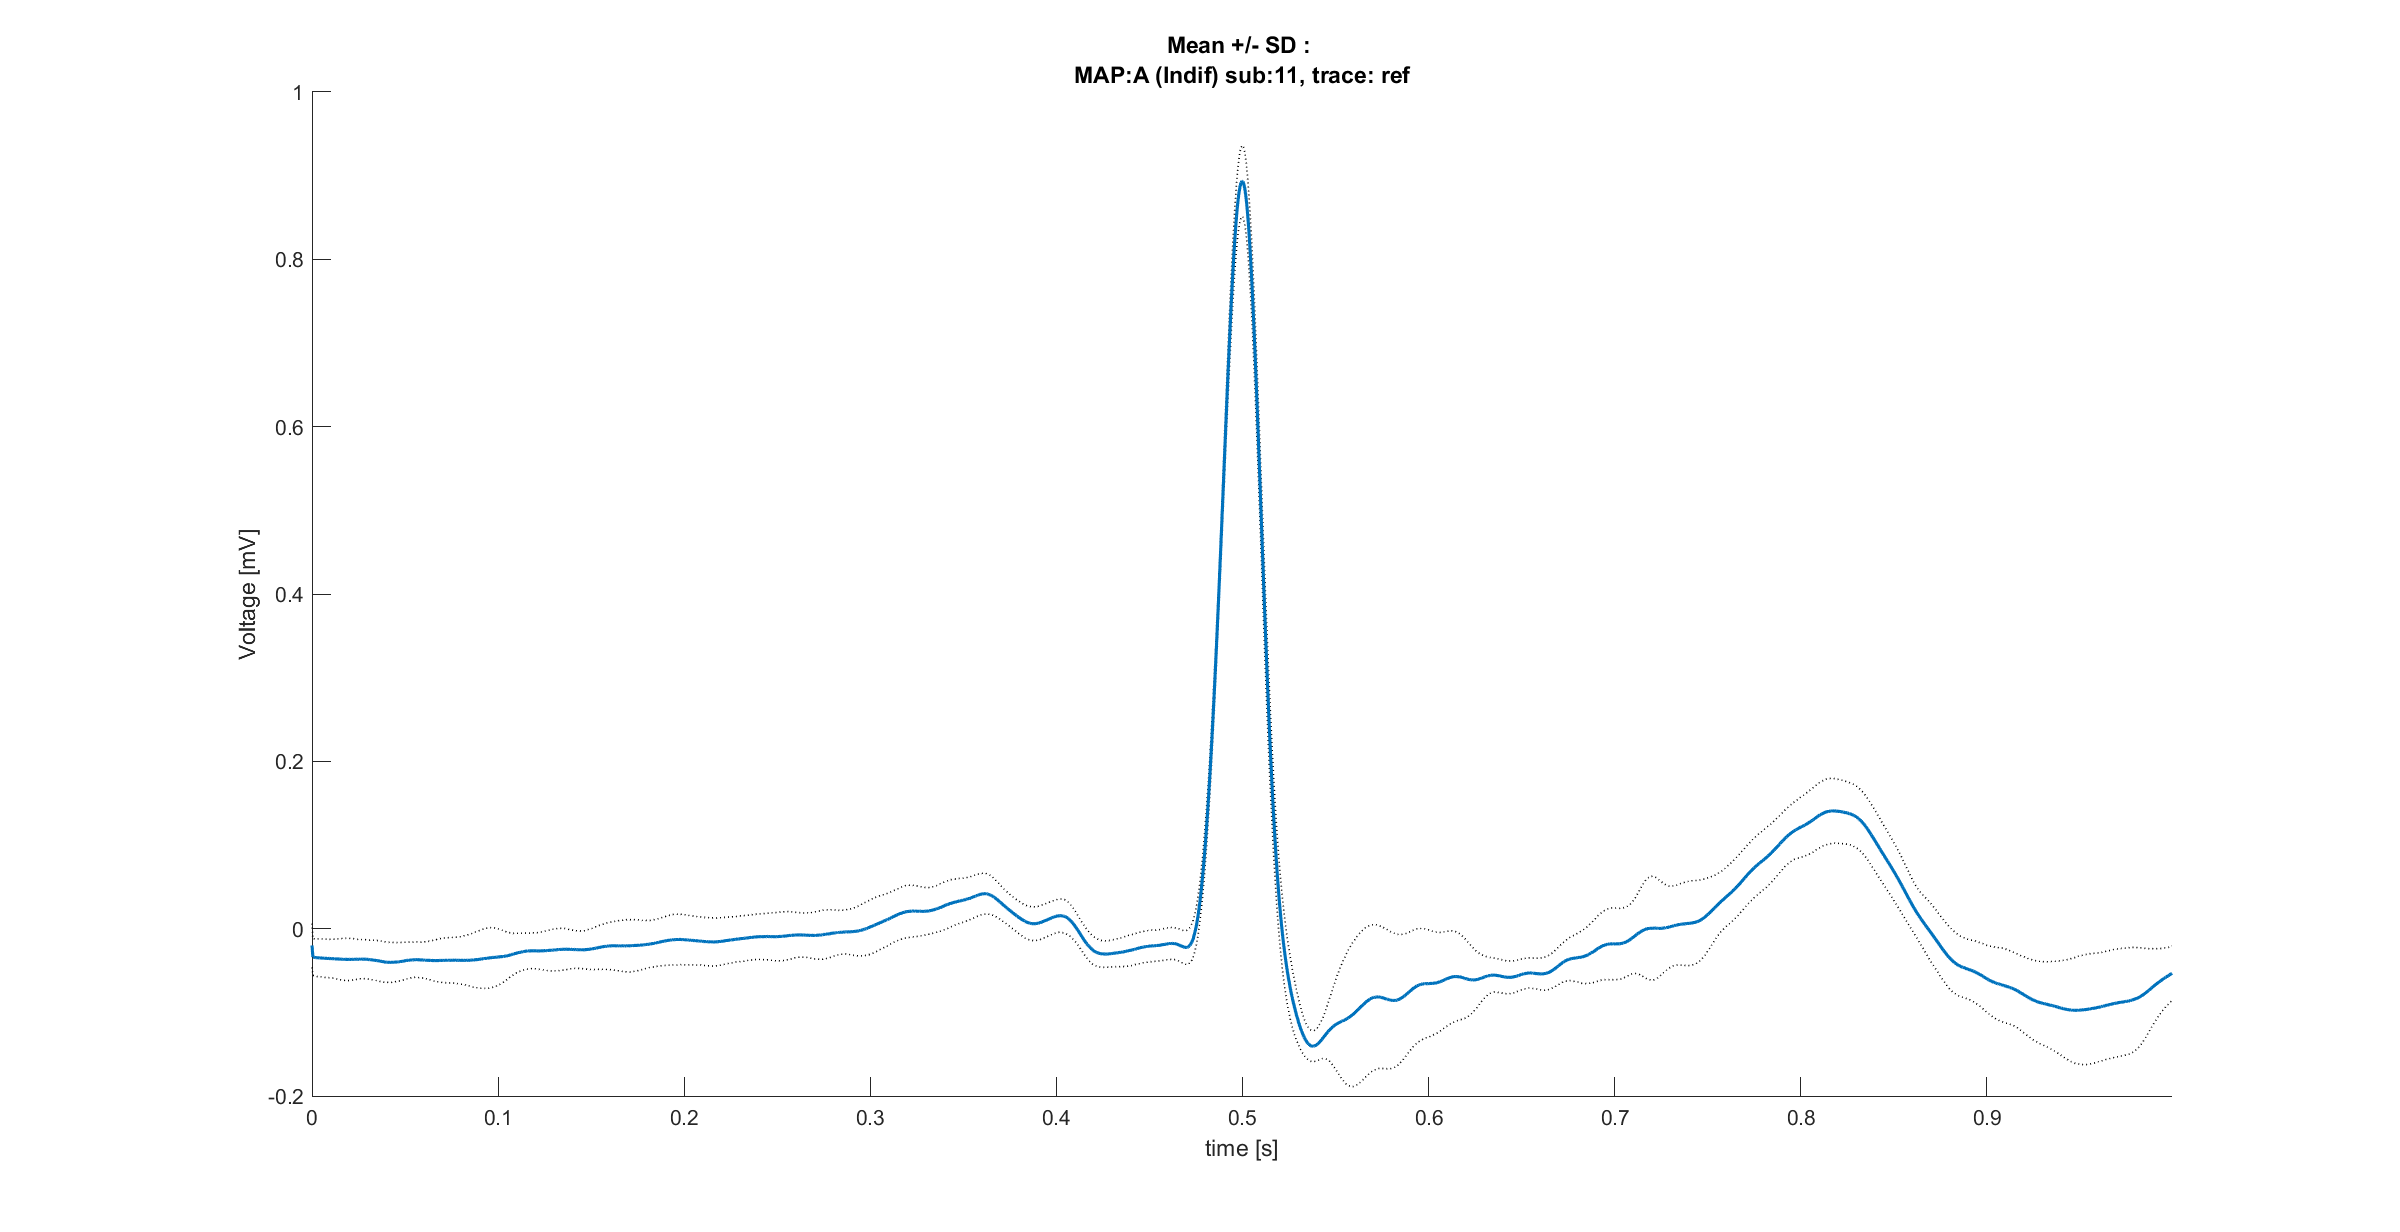 Mean +/- SD :
MAP:A (Indif) sub:11, trace: ref
1
0.8
0.6
0.4
0.2
0
-0.2
Voltage [mV]
0 0.1 0.2 0.3 0.4 0.5 0.6 0.7 0.8 0.9
time [s]